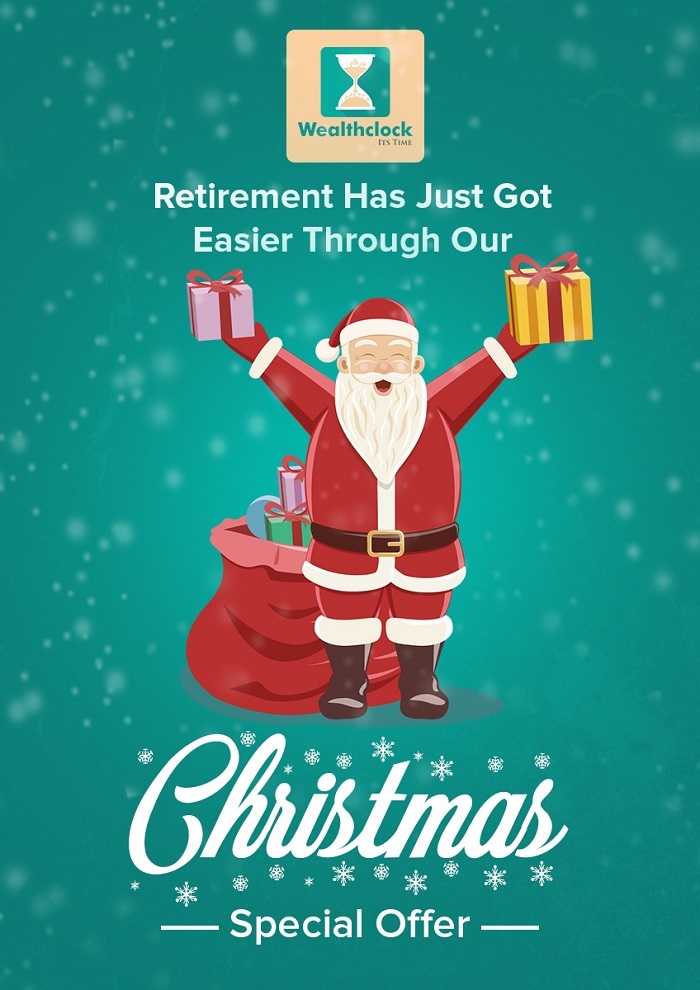 Wealthclock
ITS TIME
Retirement Has Just Got
Easier Through Our
Christmas
Special Offer